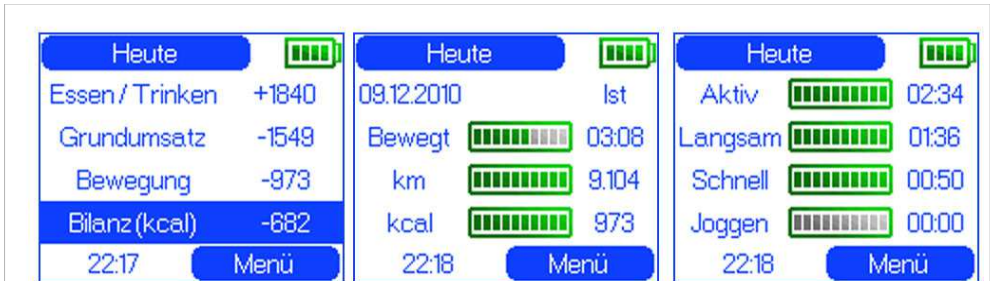 Heute
Essen / Trinken +1840
Grundumsatz -1549
Bewegung -973
Bilanz (kcal) -682
22:17 Menü
Heute
09.12.2010 Ist
Bewegt 03:08
km 9.104
kcal 973
22:18 Menü
Heute
Aktiv 02:34
Langsam 01:36
Schnell 00:50
Joggen 00:00
22:18 Menü